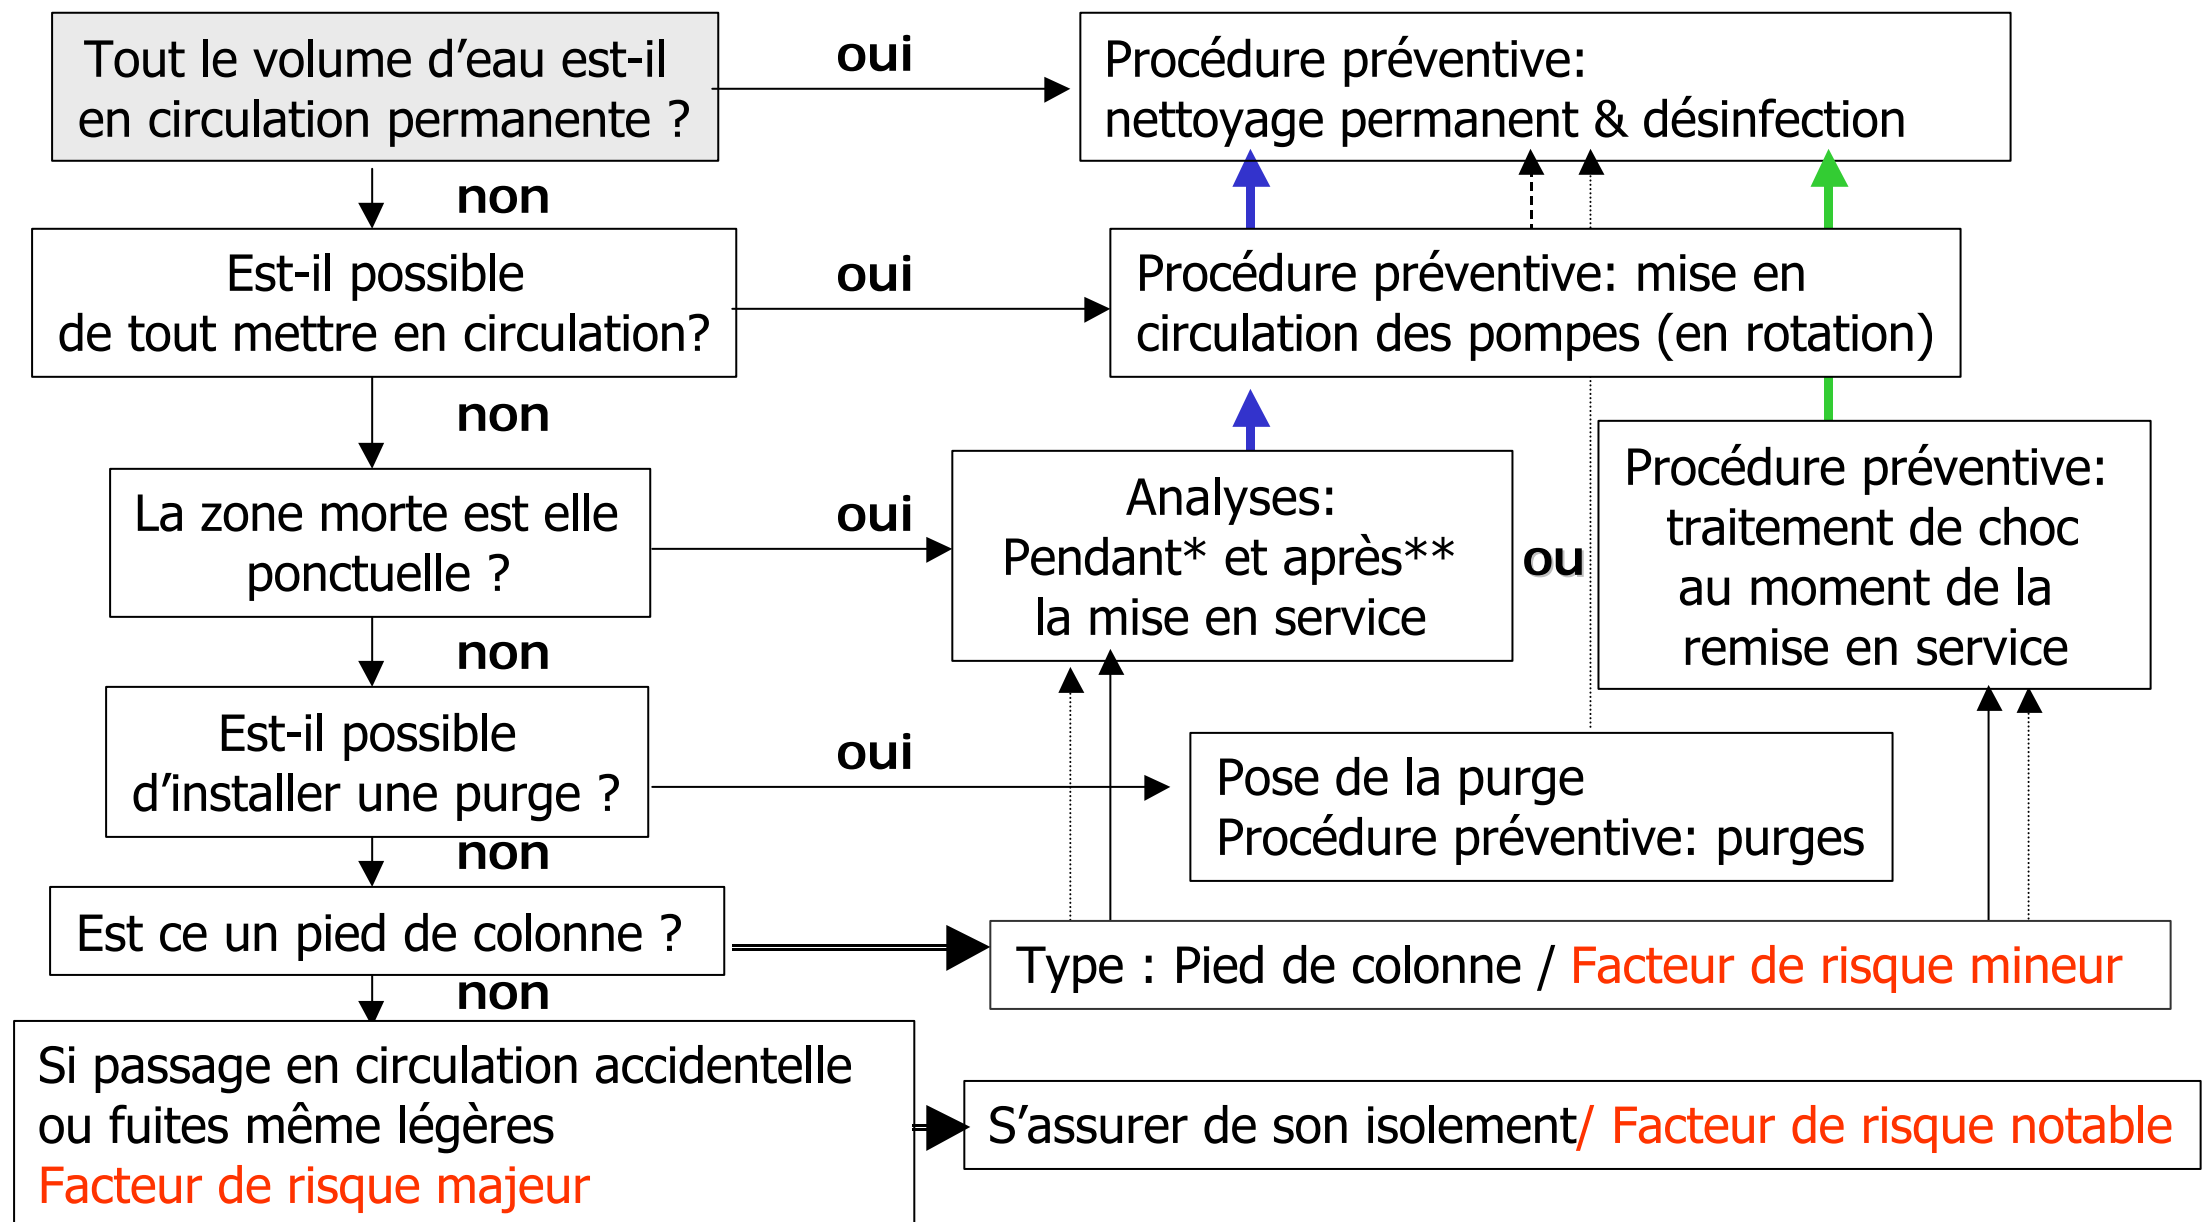 Tout le volume d'eau est-il
en circulation permanente ?
oui
Procédure préventive:
nettoyage permanent & désinfection
non
Est-il possible
de tout mettre en circulation?
oui
Procédure préventive: mise en
circulation des pompes (en rotation)
non
La zone morte est elle
ponctuelle ?
oui
Analyses:
Pendant* et après**
la mise en service
ou
Procédure préventive:
traitement de choc
au moment de la
remise en service
non
Est-il possible
d'installer une purge ?
oui
Pose de la purge
Procédure préventive: purges
non
Est ce un pied de colonne ?
Type : Pied de colonne / Facteur de risque mineur
non
Si passage en circulation accidentelle
ou fuites même légères
Facteur de risque majeur
S'assurer de son isolement/ Facteur de risque notable